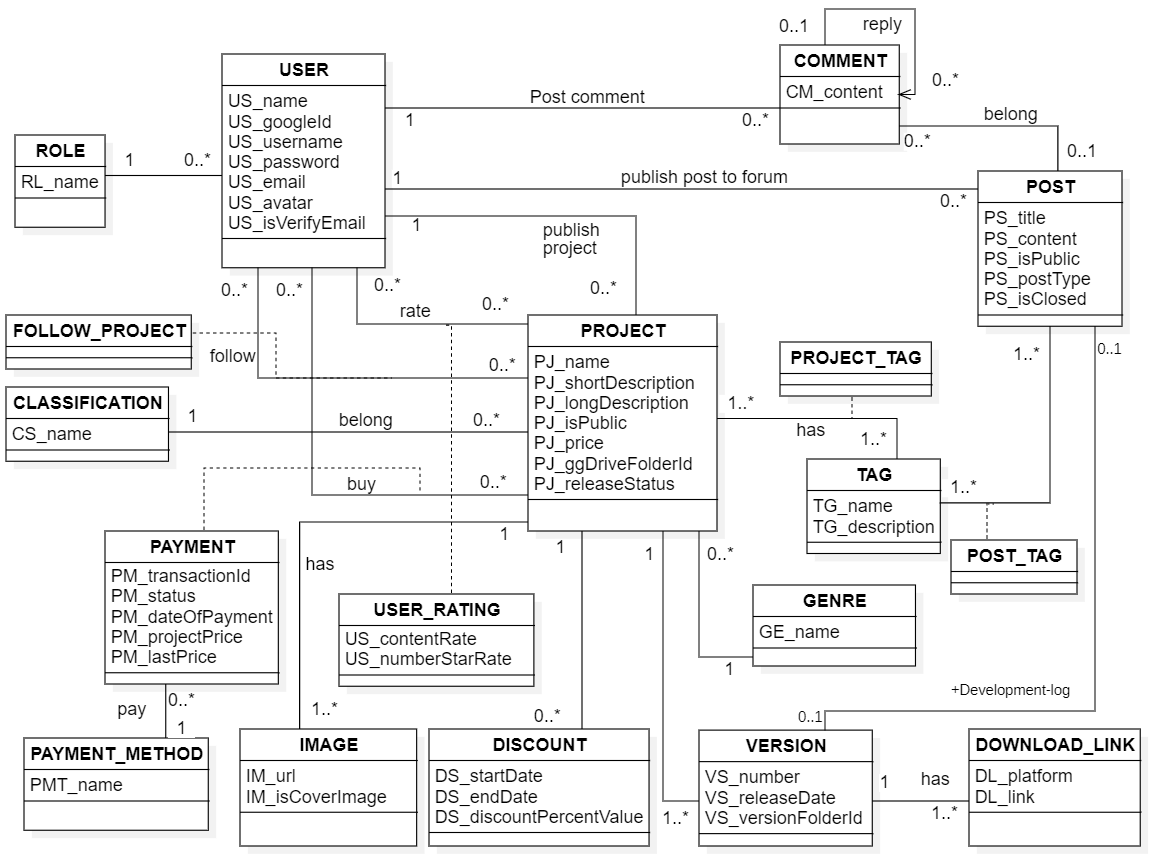 0..1
reply
COMMENT
CM_content
0..*
USER
US_name
US_googleId
US_username
US_password
US_email
US_avatar
US_isVerifyEmail
Post comment
1
0..*
belong
0..*
0..1
ROLE
RL_name
1
0..*
1
publish post to forum
0..*
POST
PS_title
PS_content
PS_isPublic
PS_postType
PS_isClosed
1
publish
project
0..*
0..*
0..*
0..*
rate
0..*
FOLLOW_PROJECT
follow
0..*
PROJECT
PJ_name
PJ_shortDescription
PJ_longDescription
PJ_isPublic
PJ_price
PJ_ggDriveFolderId
PJ_releaseStatus
1..*
0..1
PROJECT_TAG
CLASSIFICATION
CS_name
1
belong
0..*
1..*
has
1..*
TAG
TG_name
TG_description
1..*
POST_TAG
buy
0..*
PAYMENT
PM_transactionId
PM_status
PM_dateOfPayment
PM_projectPrice
PM_lastPrice
1
has
1
1
0..*
USER_RATING
US_contentRate
US_numberStarRate
GENRE
GE_name
1
+Development-log
0..1
pay
0..*
1
PAYMENT_METHOD
PMT_name
1..*
IMAGE
IM_url
IM_isCoverImage
0..*
DISCOUNT
DS_startDate
DS_endDate
DS_discountPercentValue
1..*
VERSION
VS_number
VS_releaseDate
VS_versionFolderId
1
has
1..*
DOWNLOAD_LINK
DL_platform
DL_link